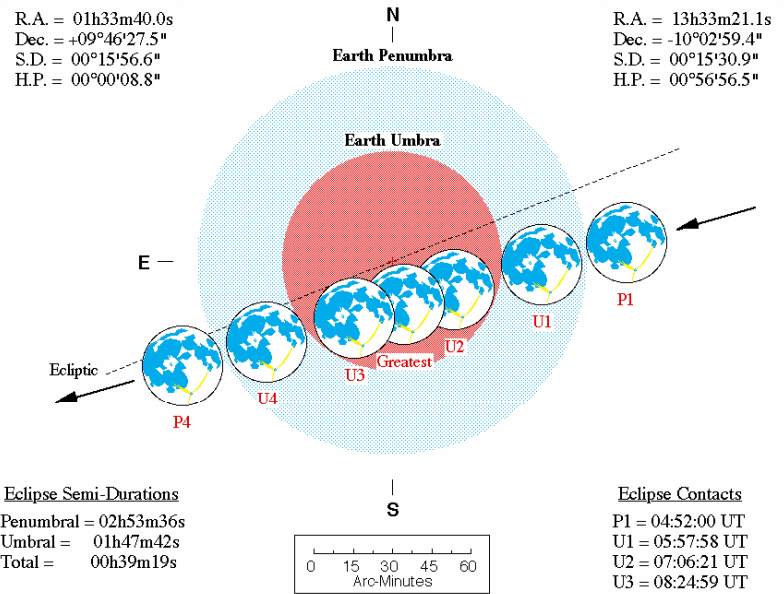 R.A. = 01h33m40.0s
Dec. = +09°46'27.5"
S.D. = 00°15'56.6"
H.P. = 00°00'08.8"
N
R.A. = 13h33m21.1s
Dec. = -10°02'59.4"
S.D. = 00°15'30.9"
H.P. = 00°56'56.5"
Earth Penumbra
Earth Umbra
E
P1
U1
U2
Greatest
U3
Ecliptic
U4
P4
S
Eclipse Semi-Durations
Penumbral = 02h53m36s
Umbral = 01h47m42s
Total = 00h39m19s
0 15 30 45 60
Arc-Minutes
Eclipse Contacts
P1 = 04:52:00 UT
U1 = 05:57:58 UT
U2 = 07:06:21 UT
U3 = 08:24:59 UT